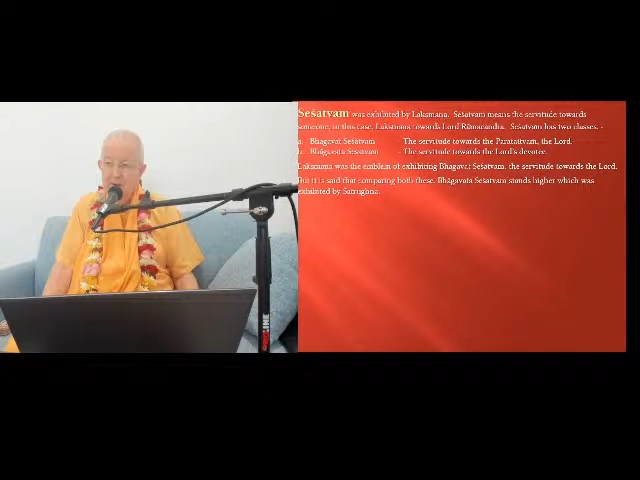 Śeṣatvam was exhibited by Lakṣmaṇa. Śeṣatvam means the servitude towards
someone, in this case, Lakṣmaṇa towards Lord Rāmacandra. Śeṣatvam has two classes. -
a. Bhagavat Śeṣatvam - The servitude towards the Paratattvam, the Lord.
b. Bhāgavata Śeṣatvam - The servitude towards the Lord's devotee.
Lakṣmaṇa was the emblem of exhibiting Bhagavat Śeṣatvam, the servitude towards the Lord.
But it is said that comparing both these, Bhāgavata Śeṣatvam stands higher which was
exhibited by Śatrughna.
LINE